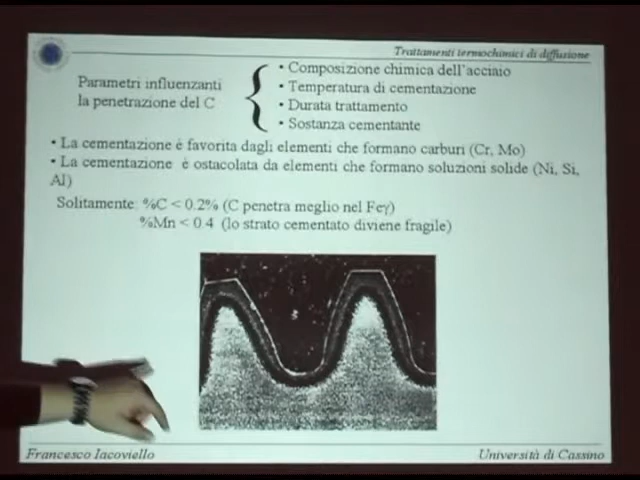 Trattamenti termochimici di diffusione
Parametri influenzanti
la penetrazione del C
• Composizione chimica dell'acciaio
• Temperatura di cementazione
• Durata trattamento
• Sostanza cementante
• La cementazione è favorita dagli elementi che formano carburi (Cr, Mo)
• La cementazione è ostacolata da elementi che formano soluzioni solide (Ni, Si,
Al)
Solitamente: %C < 0.2% (C penetra meglio nel Feγ)
%Mn < 0.4 (lo strato cementato diviene fragile)
Francesco Iacoviello
Università di Cassino